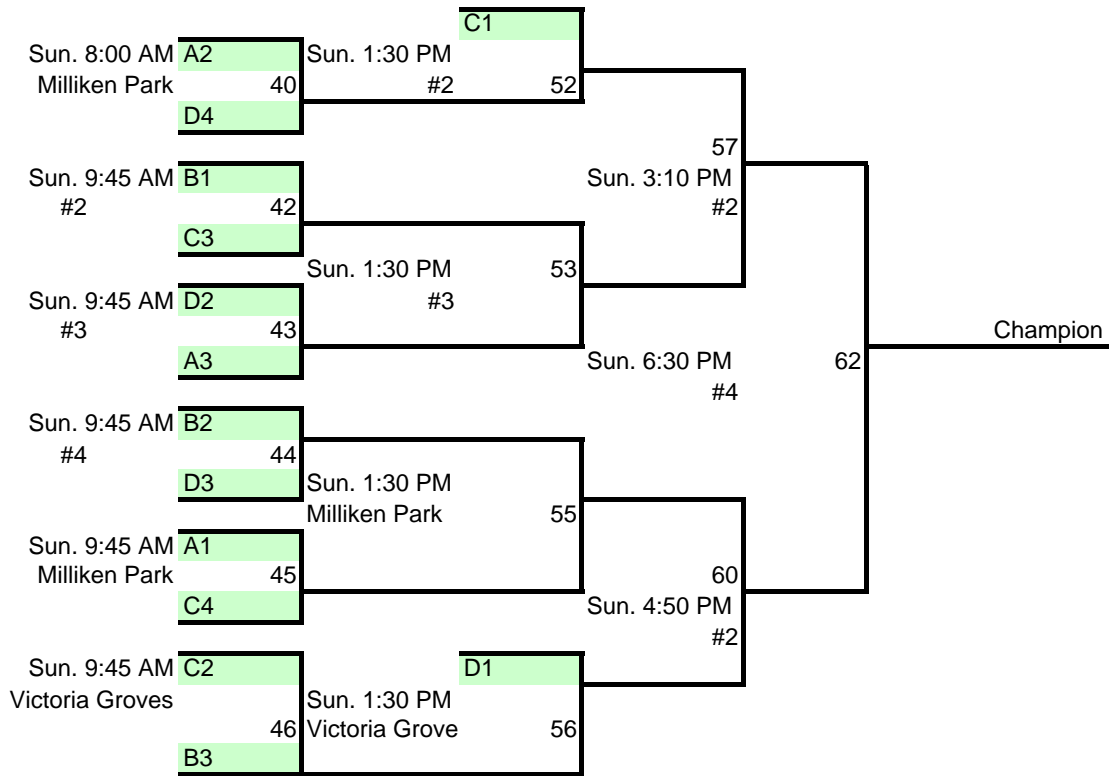 C1
Sun. 8:00 AM A2 Sun. 1:30 PM
Milliken Park 40 #2 52
D4
57
Sun. 9:45 AM B1 Sun. 3:10 PM
#2 42 #2
C3
Sun. 1:30 PM 53
Sun. 9:45 AM D2 #3
#3 43 Champion
A3 Sun. 6:30 PM 62
#4
Sun. 9:45 AM B2
#4 44
D3 Sun. 1:30 PM
Milliken Park 55
Sun. 9:45 AM A1
Milliken Park 45 60
C4 Sun. 4:50 PM
#2
Sun. 9:45 AM C2 D1
Victoria Groves Sun. 1:30 PM
46 Victoria Grove 56
B3